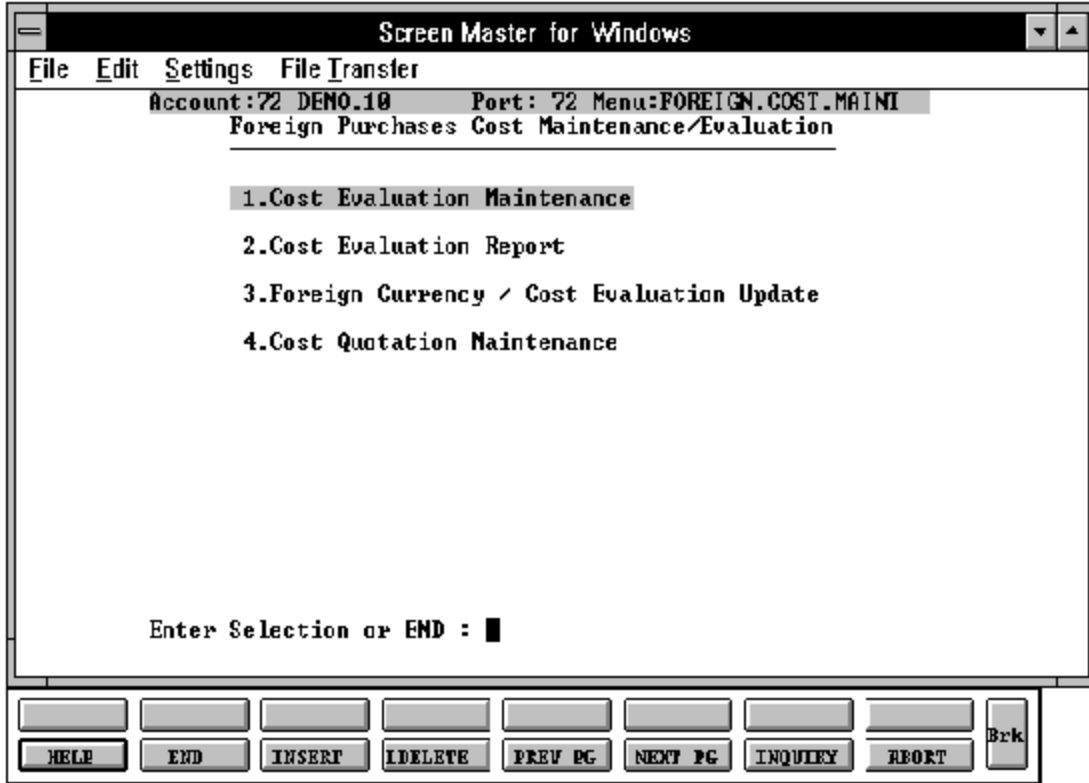 Screen Master for Windows
File Edit Settings File Transfer
Account:72 DEMO.10 Port: 72 Menu:FOREIGN.COST.MAINT
Foreign Purchases Cost Maintenance/Evaluation
1.Cost Evaluation Maintenance
2.Cost Evaluation Report
3.Foreign Currency / Cost Evaluation Update
4.Cost Quotation Maintenance
Enter Selection or END :
Brk
HELP END INSERT IDELETE PREV PG NEXT PG INQUIRY ABORT